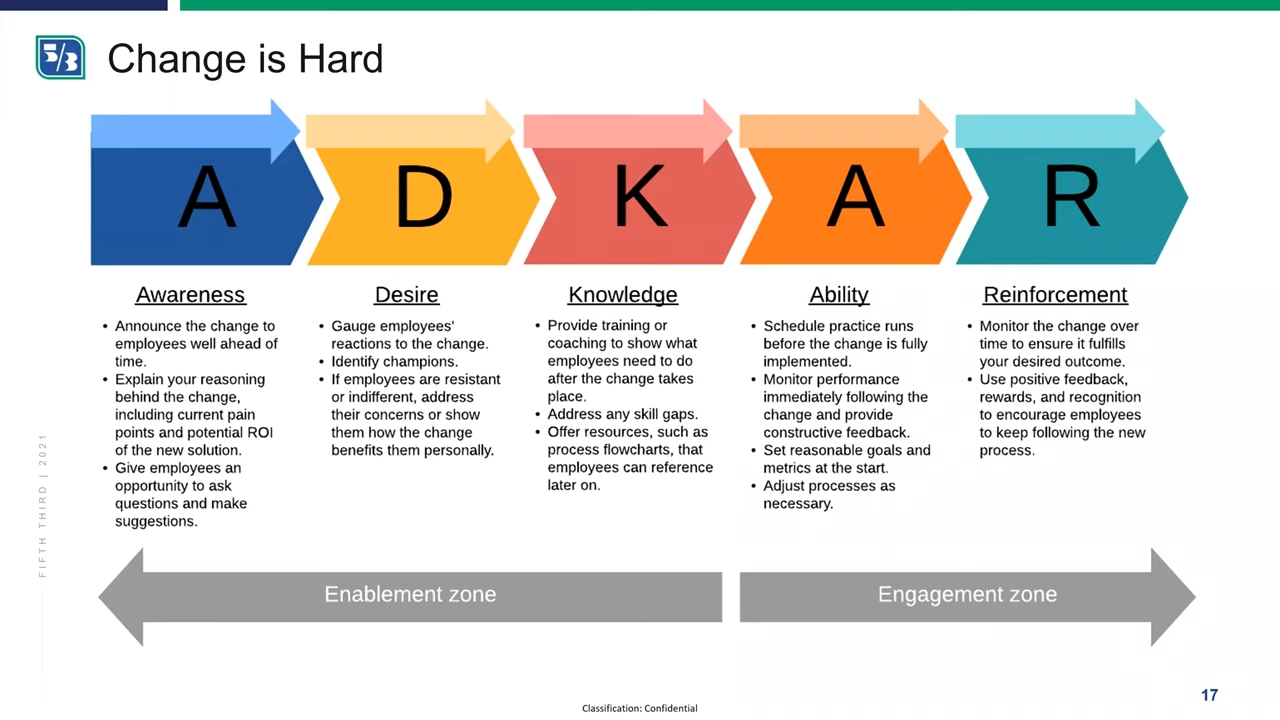 5/3
Change is Hard
A
D
K
A
R
Awareness
• Announce the change to
employees well ahead of
time.
• Explain your reasoning
behind the change,
including current pain
points and potential ROI
of the new solution.
• Give employees an
opportunity to ask
questions and make
suggestions.
Desire
• Gauge employees'
reactions to the change.
• Identify champions.
• If employees are resistant
or indifferent, address
their concerns or show
them how the change
benefits them personally.
Knowledge
• Provide training or
coaching to show what
employees need to do
after the change takes
place.
• Address any skill gaps.
• Offer resources, such as
process flowcharts, that
employees can reference
later on.
Ability
• Schedule practice runs
before the change is fully
implemented.
• Monitor performance
immediately following the
change and provide
constructive feedback.
• Set reasonable goals and
metrics at the start.
• Adjust processes as
necessary.
Reinforcement
• Monitor the change over
time to ensure it fulfills
your desired outcome.
• Use positive feedback,
rewards, and recognition
to encourage employees
to keep following the new
process.
Enablement zone
Engagement zone
FIFTH THIRD | 2021
Classification: Confidential
17